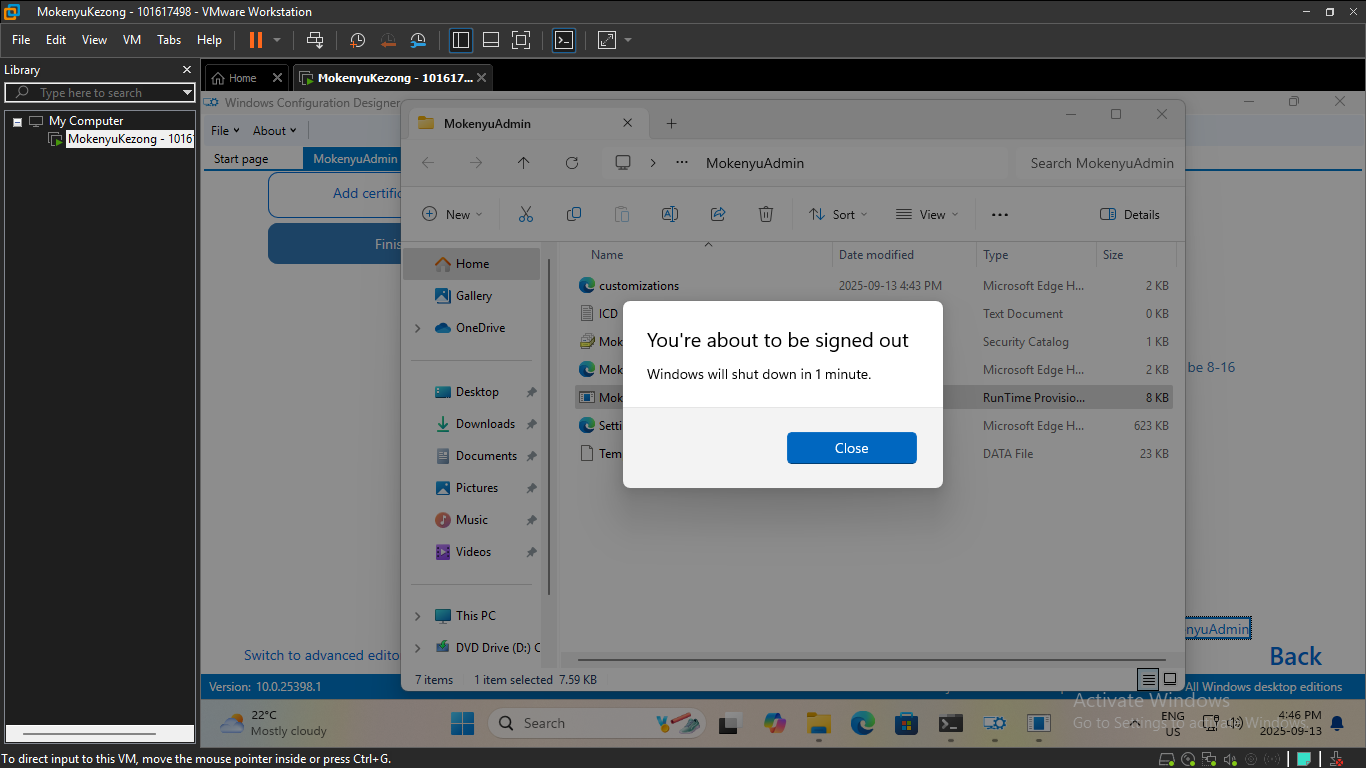 MokenyuKezong - 101617498 - VMware Workstation
File Edit View VM Tabs Help
Library
Type here to search
My Computer
MokenyuKezong - 1016
Home
MokenyuKezong - 101617...
Windows Configuration Designer
File About
Start page
MokenyuAdmin
Add certific
Finis
be 8-16
nyuAdmin
Switch to advanced edito
Back
Version: 10.0.25398.1
All Windows desktop editions
MokenyuAdmin
MokenyuAdmin
Search MokenyuAdmin
New
Sort
View
Details
Home
Gallery
OneDrive
Desktop
Downloads
Documents
Pictures
Music
Videos
This PC
DVD Drive (D:) C
Name Date modified Type Size
customizations 2025-09-13 4:43 PM Microsoft Edge H... 2 KB
ICD Text Document 0 KB
Mok Security Catalog 1 KB
Mok Microsoft Edge H... 2 KB
Mok RunTime Provisio... 8 KB
Setti Microsoft Edge H... 623 KB
Tem DATA File 23 KB
7 items 1 item selected 7.59 KB
You're about to be signed out
Windows will shut down in 1 minute.
Close
Activate Windows
Go to Settings to activate Windows.
22°C
Mostly cloudy
Search
ENG
US
4:46 PM
2025-09-13
To direct input to this VM, move the mouse pointer inside or press Ctrl+G.